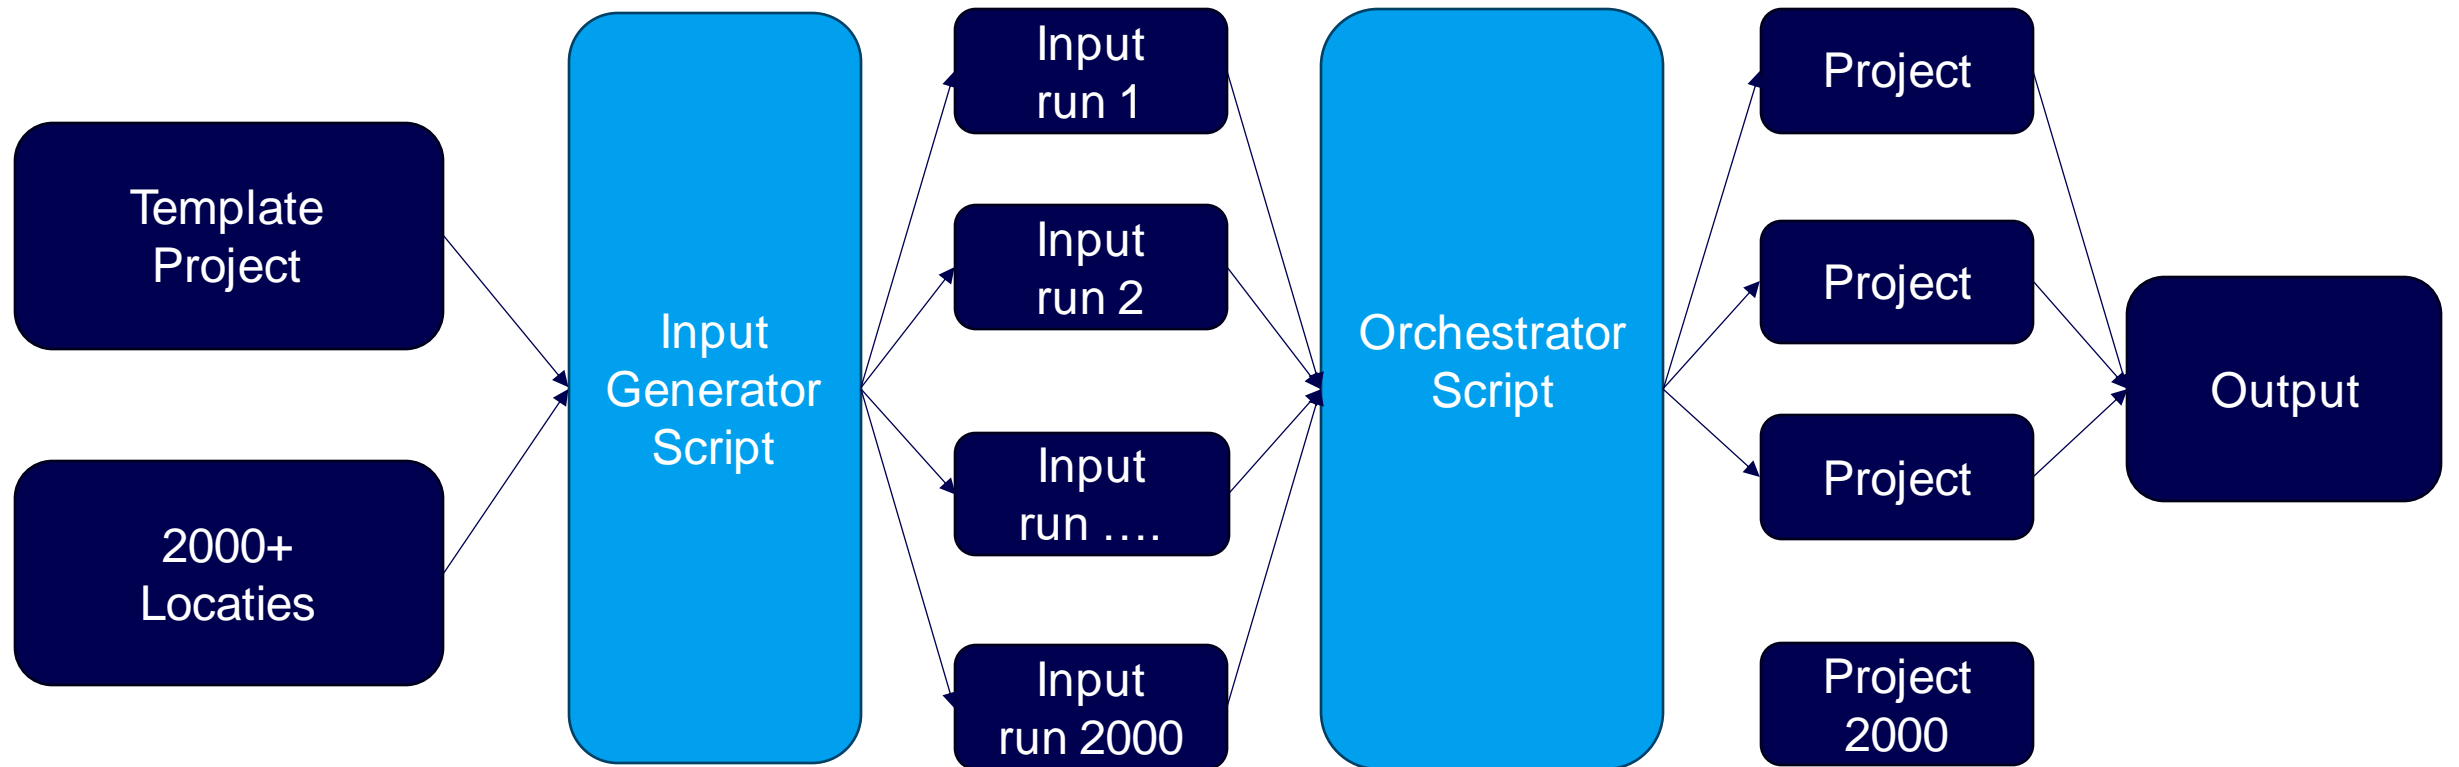 Template
Project
2000+
Locaties
Input
Generator
Script
Input
run 1
Input
run 2
Input
run ....
Input
run 2000
Orchestrator
Script
Project
Project
Project
Project
2000
Output